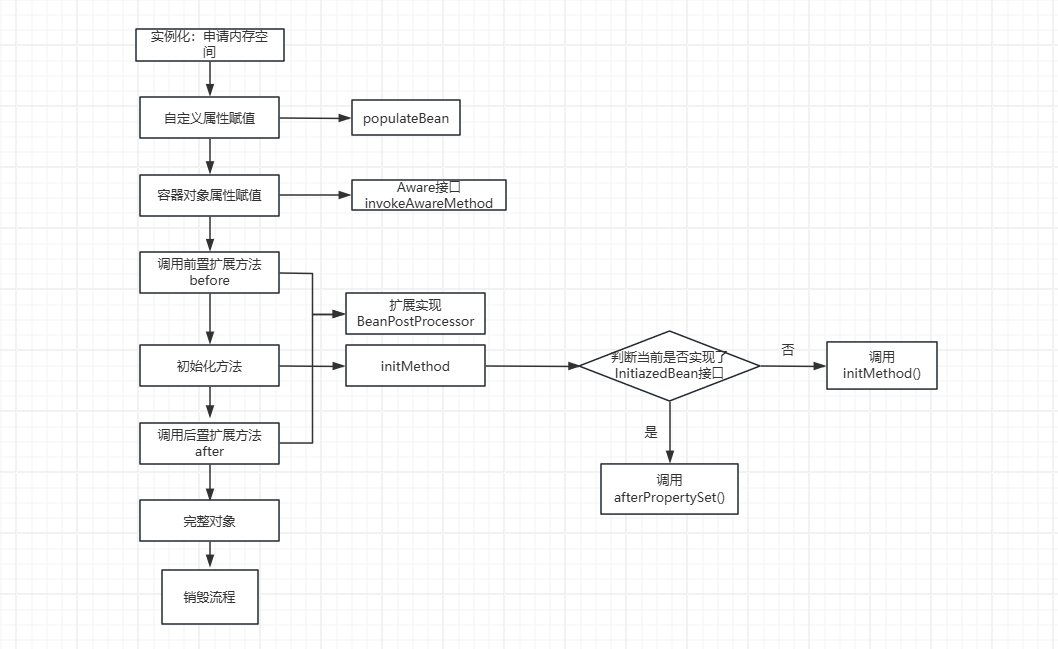 实例化：申请内存空
间
自定义属性赋值
populateBean
容器对象属性赋值
Aware接口
invokeAwareMethod
调用前置扩展方法
before
扩展实现
BeanPostProcessor
初始化方法
initMethod
判断当前是否实现了
InitiazedBean接口
否
调用
initMethod()
调用后置扩展方法
after
是
调用
afterPropertySet()
完整对象
销毁流程